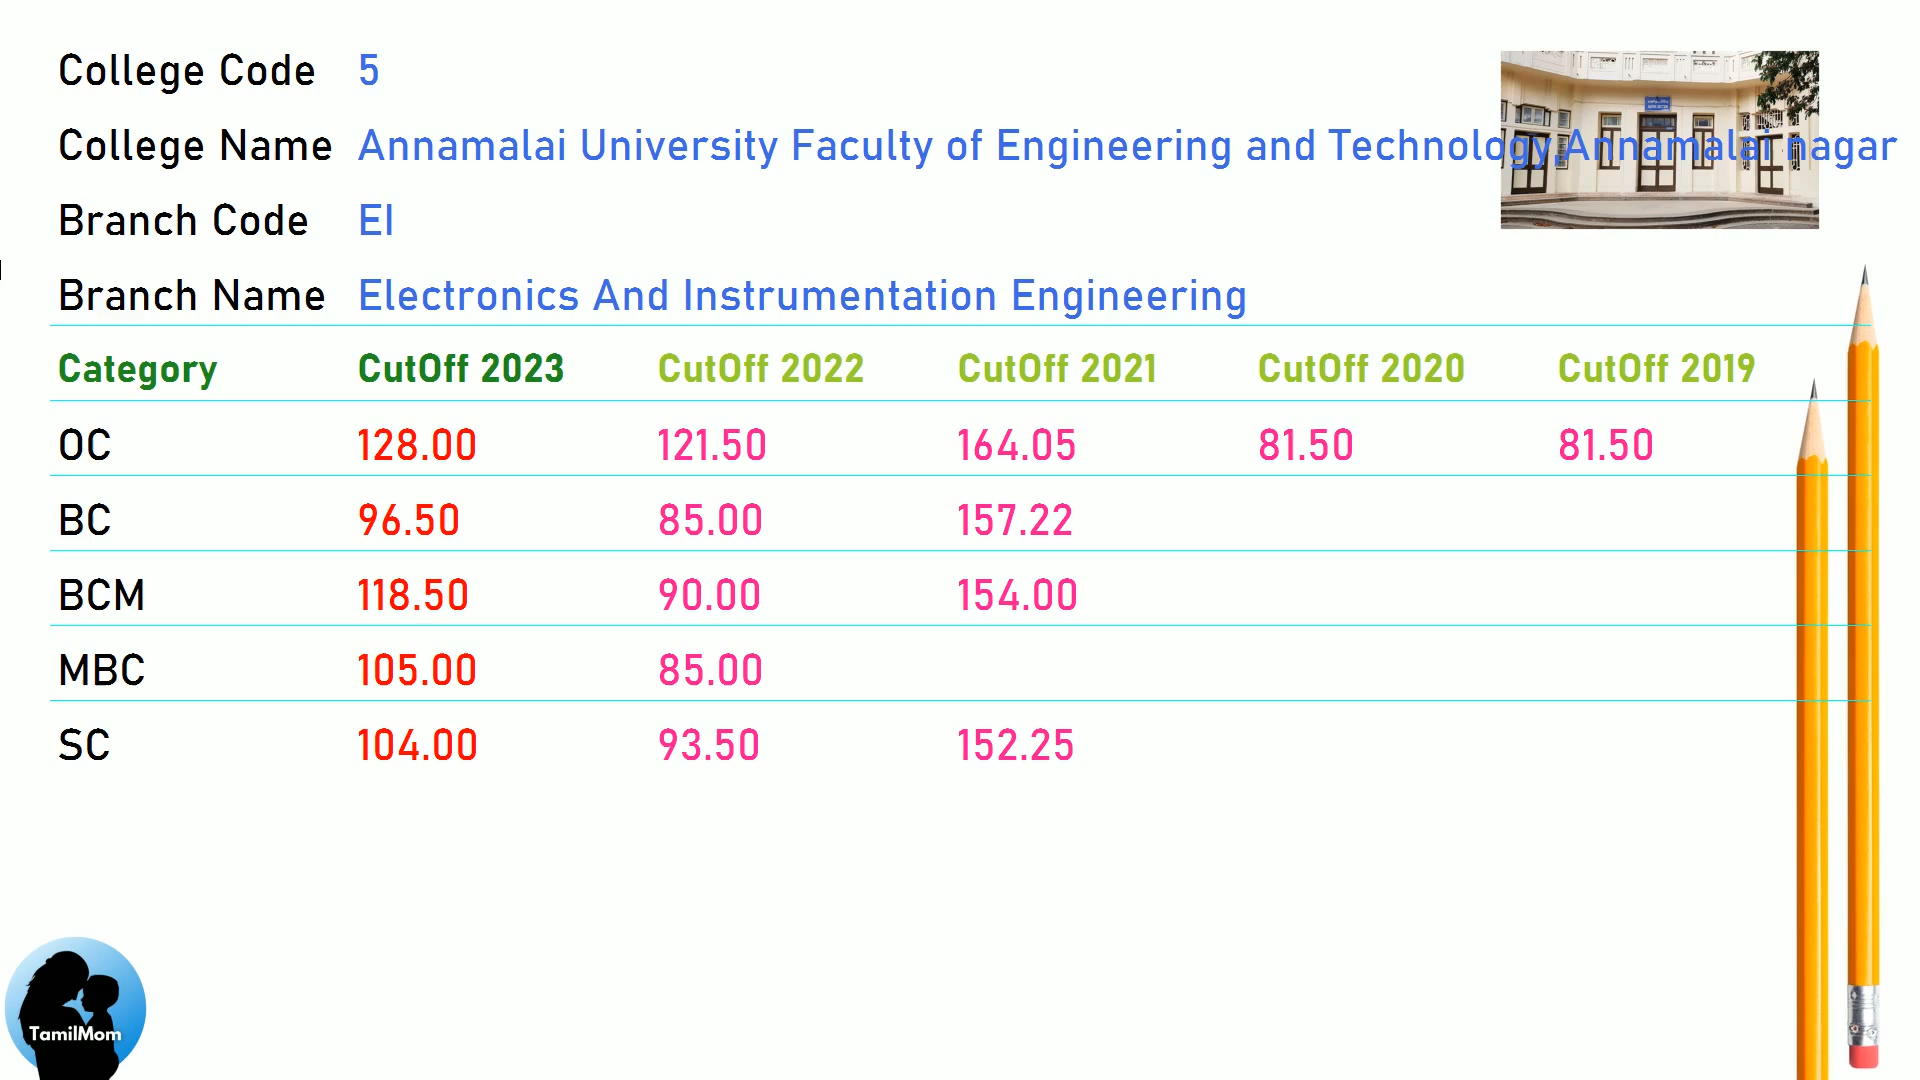 College Code 5
College Name Annamalai University Faculty of Engineering and Technology,Annamalai nagar
Branch Code EI
Branch Name Electronics And Instrumentation Engineering
Category CutOff 2023 CutOff 2022 CutOff 2021 CutOff 2020 CutOff 2019
OC 128.00 121.50 164.05 81.50 81.50
BC 96.50 85.00 157.22
BCM 118.50 90.00 154.00
MBC 105.00 85.00
SC 104.00 93.50 152.25
TamilMom